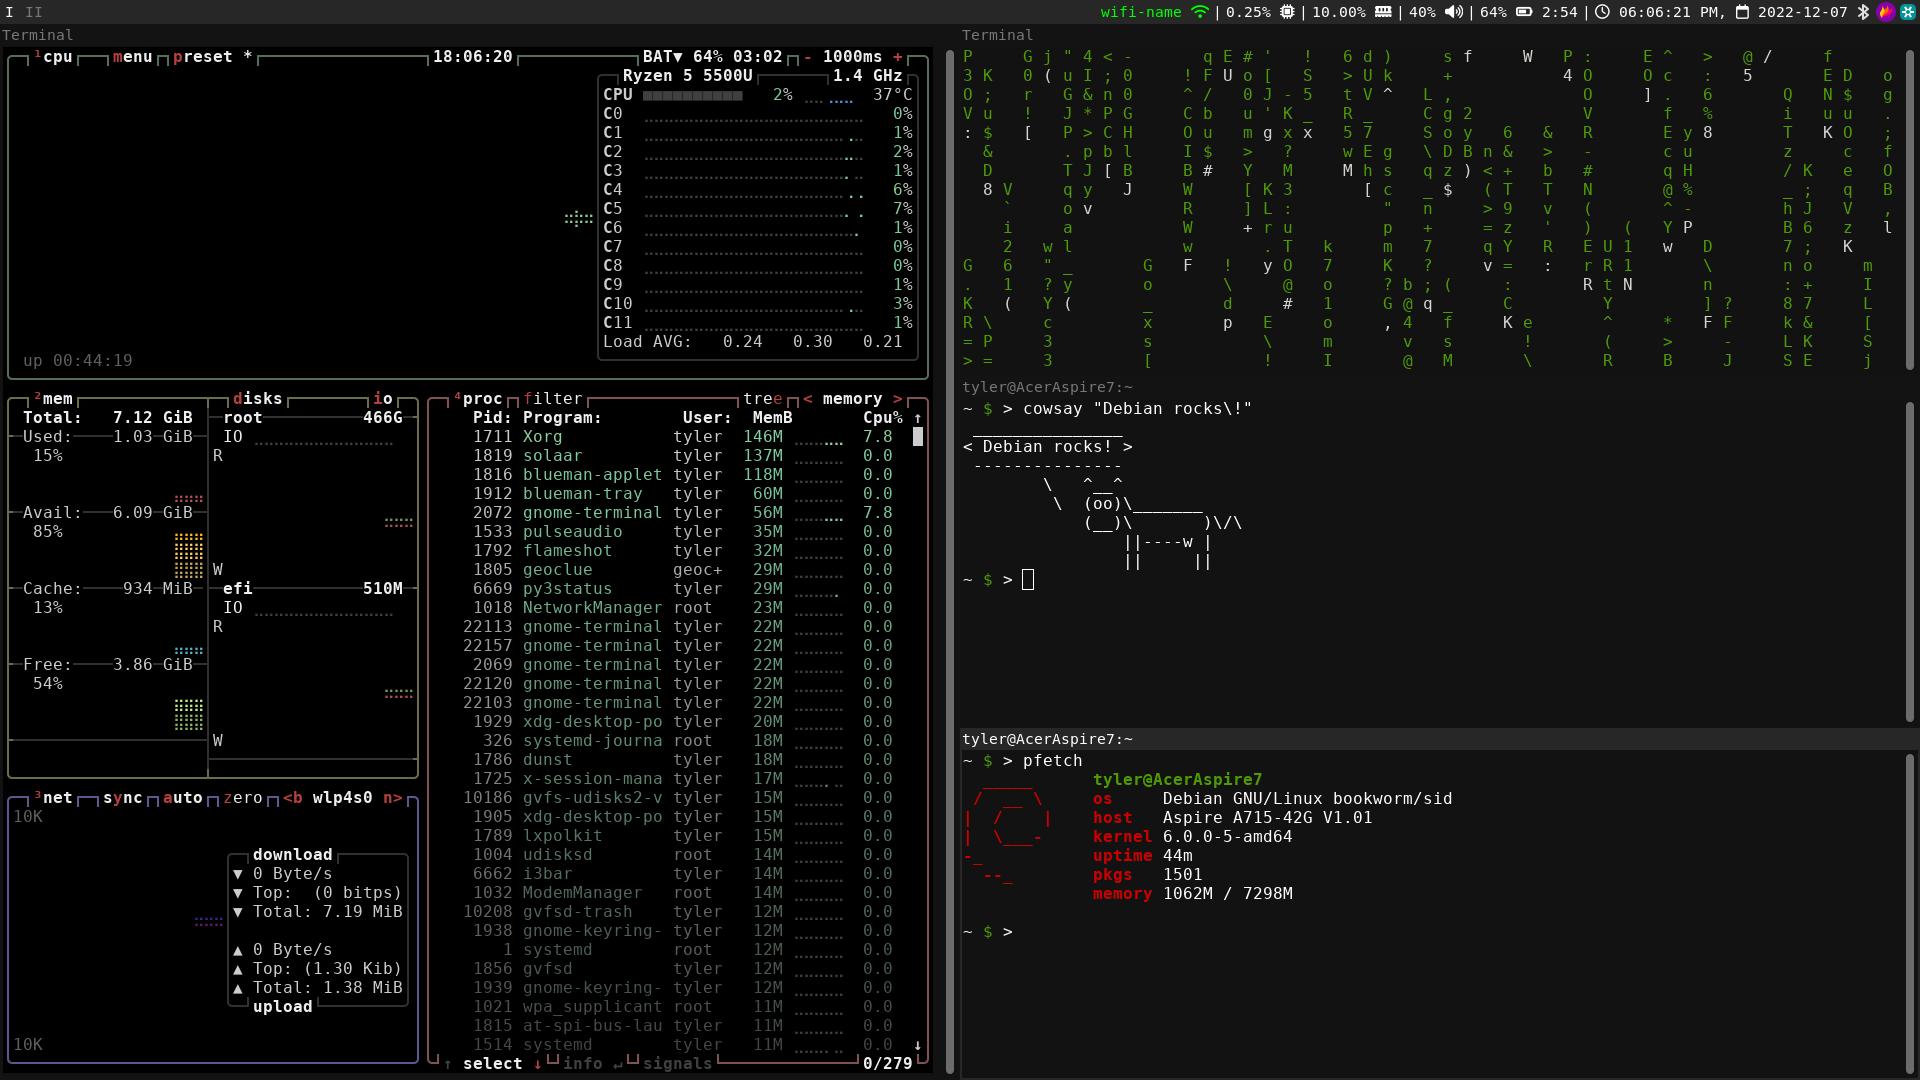 I II
wifi-name | 0.25% | 10.00% | 40% | 64% 2:54 | 06:06:21 PM, 2022-12-07
Terminal
¹cpu menu preset * 18:06:20 BAT▼ 64% 03:02 - 1000ms +
Ryzen 5 5500U 1.4 GHz
CPU 2% 37°C
C0 0%
C1 1%
C2 2%
C3 1%
C4 6%
C5 7%
C6 1%
C7 0%
C8 0%
C9 1%
C10 3%
C11 1%
Load AVG: 0.24 0.30 0.21
up 00:44:19
²mem disks io
Total: 7.12 GiB
Used: 1.03 GiB
15%
Avail: 6.09 GiB
85%
Cache: 934 MiB
13%
Free: 3.86 GiB
54%
root 466G
IO
R
W
efi 510M
IO
R
W
³net sync auto zero <b wlp4s0 n>
10K
download
▼ 0 Byte/s
▼ Top: (0 bitps)
▼ Total: 7.19 MiB
▲ 0 Byte/s
▲ Top: (1.30 Kib)
▲ Total: 1.38 MiB
upload
10K
⁴proc filter tree < memory >
Pid: Program: User: MemB Cpu% ↑
1711 Xorg tyler 146M 7.8
1819 solaar tyler 137M 0.0
1816 blueman-applet tyler 118M 0.0
1912 blueman-tray tyler 60M 0.0
2072 gnome-terminal tyler 56M 7.8
1533 pulseaudio tyler 35M 0.0
1792 flameshot tyler 32M 0.0
1805 geoclue geoc+ 29M 0.0
6669 py3status tyler 29M 0.0
1018 NetworkManager root 23M 0.0
22113 gnome-terminal tyler 22M 0.0
22157 gnome-terminal tyler 22M 0.0
2069 gnome-terminal tyler 22M 0.0
22120 gnome-terminal tyler 22M 0.0
22103 gnome-terminal tyler 22M 0.0
1929 xdg-desktop-po tyler 20M 0.0
326 systemd-journa root 18M 0.0
1786 dunst tyler 18M 0.0
1725 x-session-mana tyler 17M 0.0
10186 gvfs-udisks2-v tyler 15M 0.0
1905 xdg-desktop-po tyler 15M 0.0
1789 lxpolkit tyler 15M 0.0
1004 udisksd root 14M 0.0
6662 i3bar tyler 14M 0.0
1032 ModemManager root 14M 0.0
10208 gvfsd-trash tyler 12M 0.0
1938 gnome-keyring- tyler 12M 0.0
1 systemd root 12M 0.0
1856 gvfsd tyler 12M 0.0
1939 gnome-keyring- tyler 12M 0.0
1021 wpa_supplicant root 11M 0.0
1815 at-spi-bus-lau tyler 11M 0.0
1514 systemd tyler 11M 0.0 ↓
↑ select ↓ info ↵ signals 0/279
Terminal
tyler@AcerAspire7:~
~ $ > cowsay "Debian rocks\!"
 _______________
< Debian rocks! >
 ---------------
        \   ^__^
         \  (oo)\_______
            (__)\       )\/\
                ||----w |
                ||     ||
~ $ >
tyler@AcerAspire7:~
~ $ > pfetch
tyler@AcerAspire7
os Debian GNU/Linux bookworm/sid
host Aspire A715-42G V1.01
kernel 6.0.0-5-amd64
uptime 44m
pkgs 1501
memory 1062M / 7298M
~ $ >